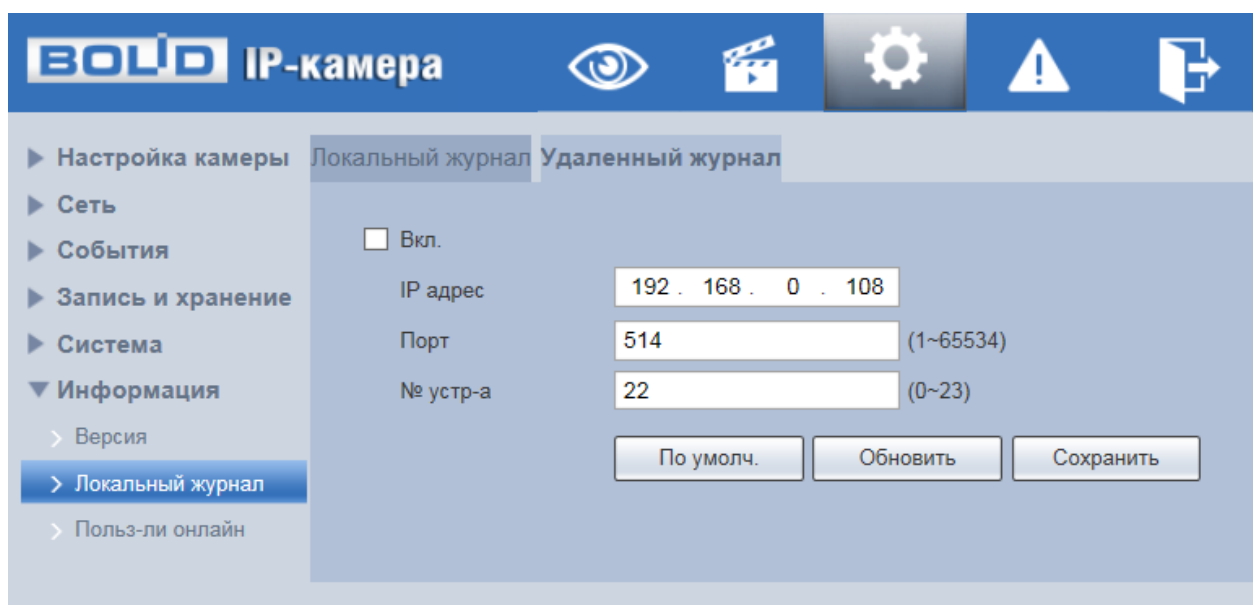 BOLID IP-камера
Настройка камеры
Сеть
События
Запись и хранение
Система
Информация
Версия
Локальный журнал
Польз-ли онлайн
Локальный журнал Удаленный журнал
Вкл.
IP адрес 192 . 168 . 0 . 108
Порт 514 (1~65534)
№ устр-а 22 (0~23)
По умолч. Обновить Сохранить